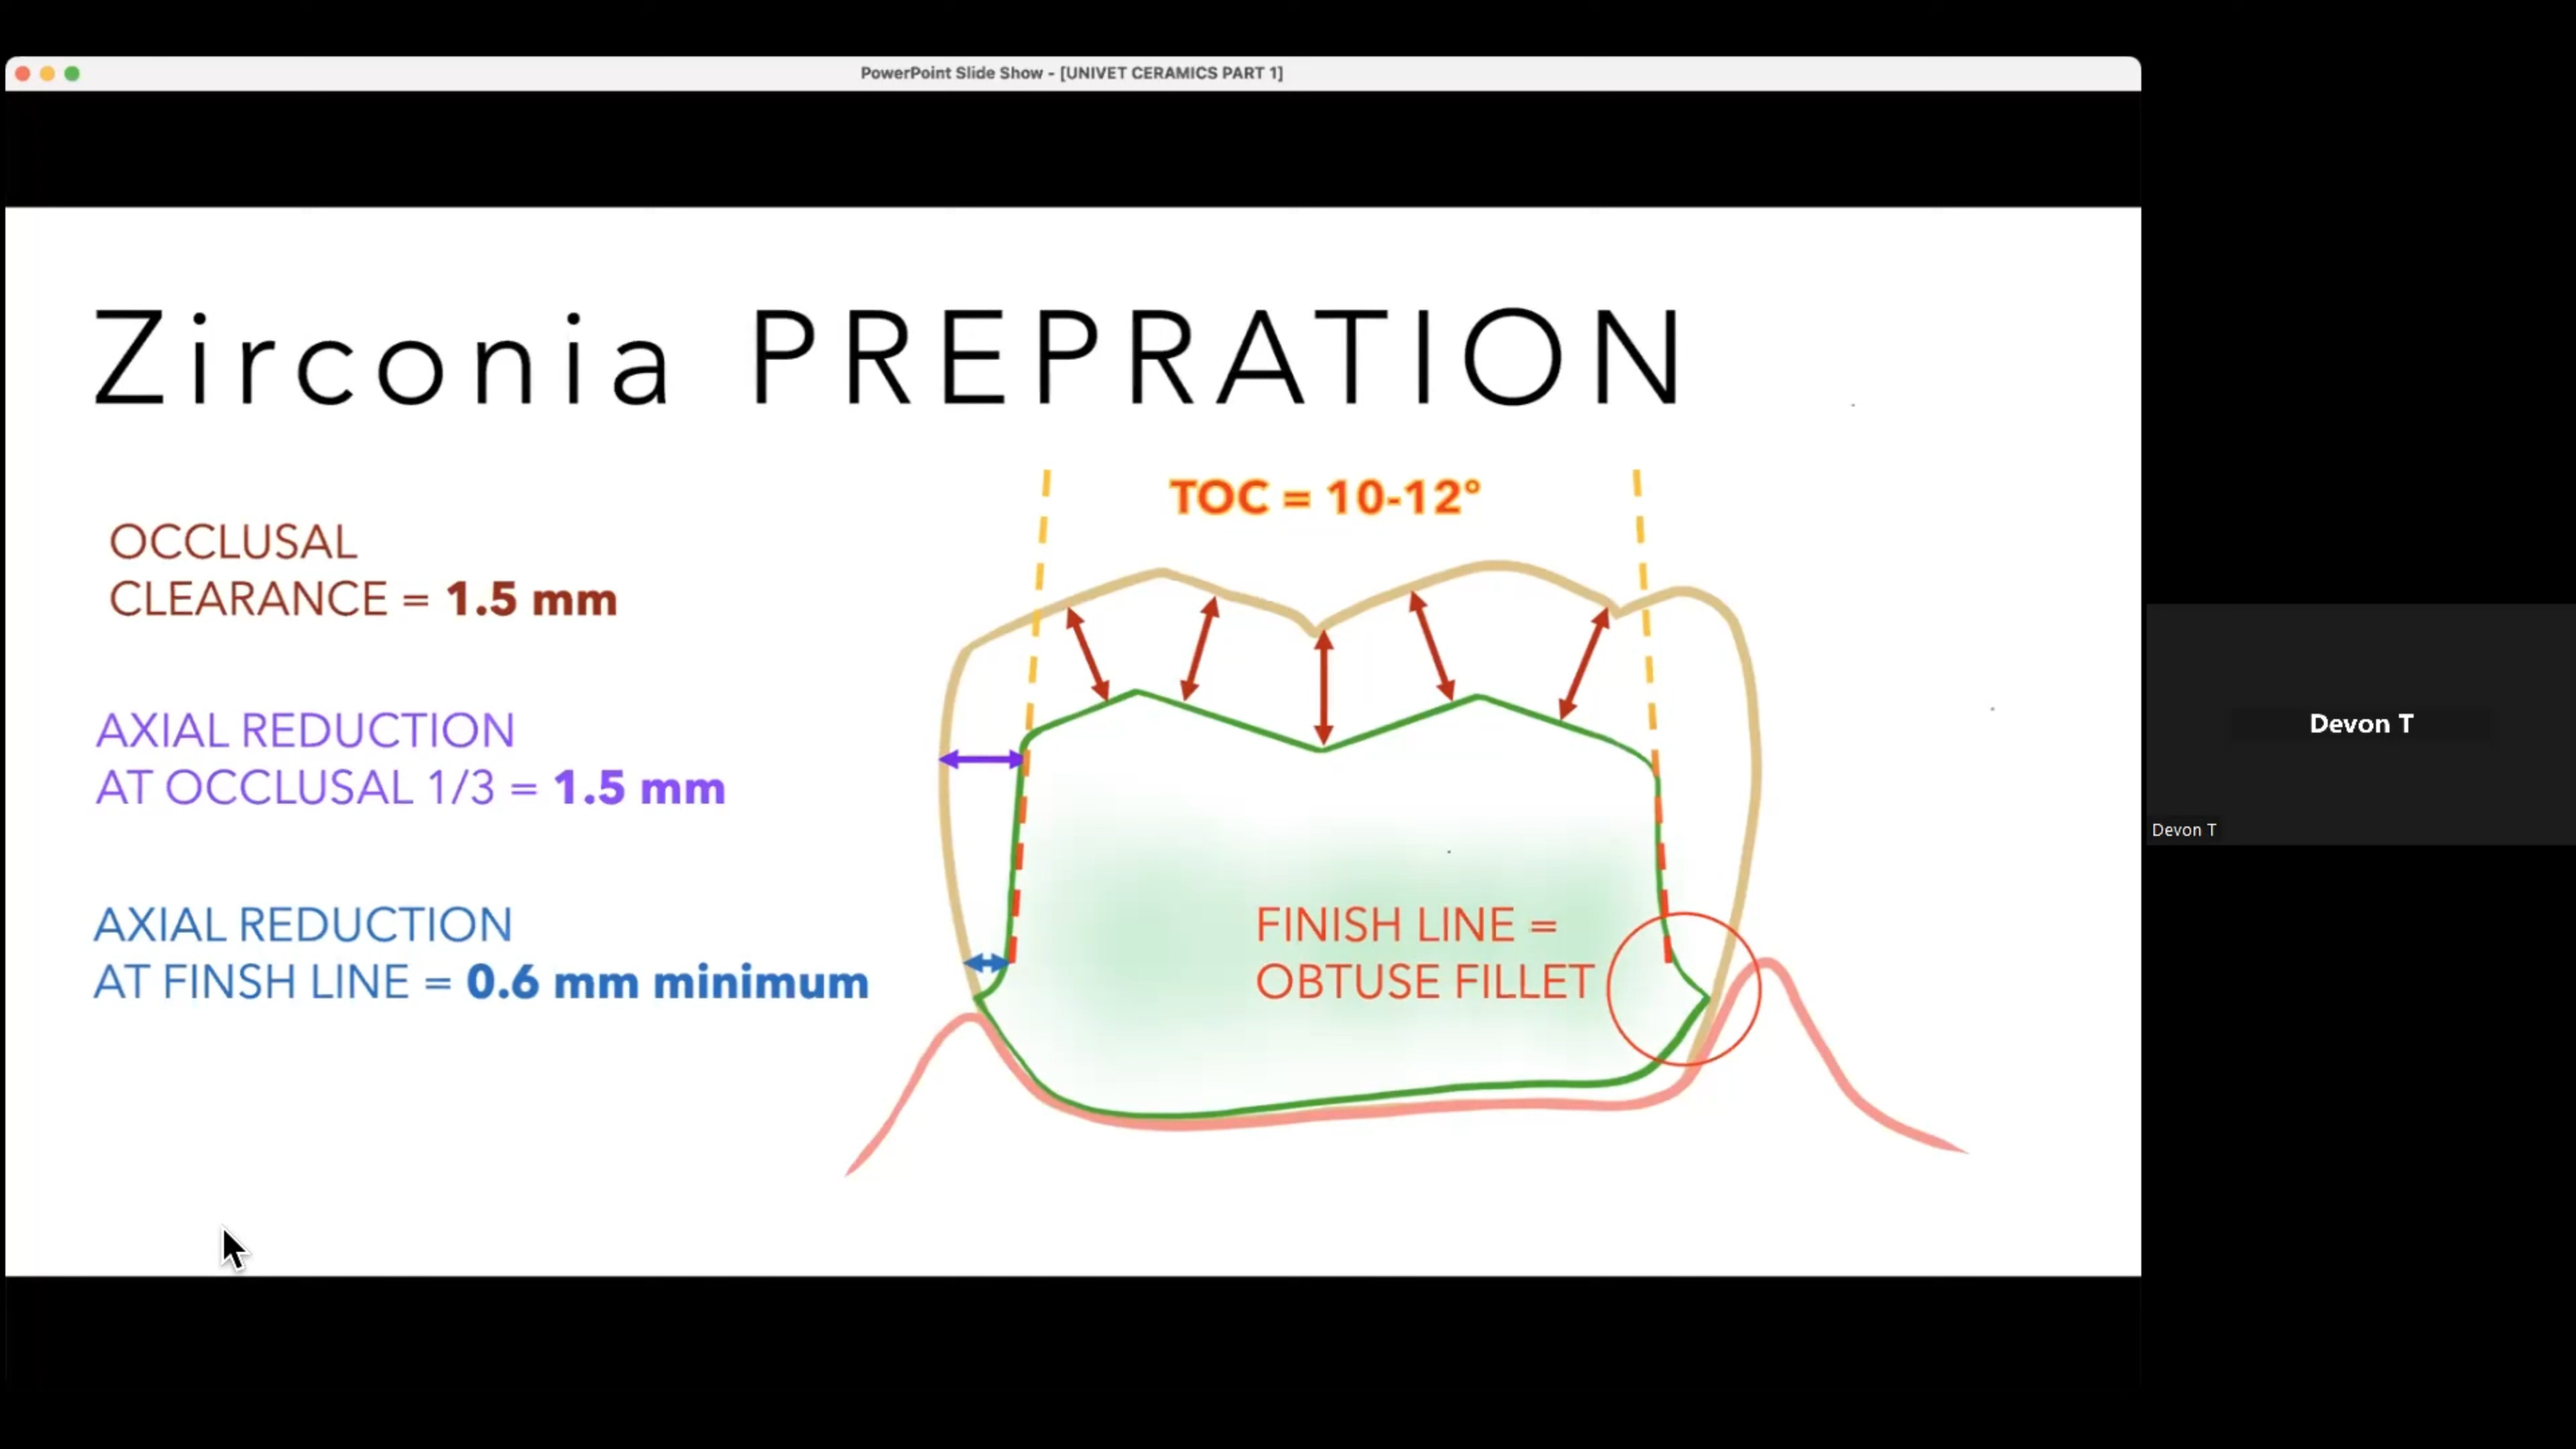 PowerPoint Slide Show - [UNIVET CERAMICS PART 1]
Zirconia PREPRATION
TOC = 10-12°
OCCLUSAL
CLEARANCE = 1.5 mm
AXIAL REDUCTION
AT OCCLUSAL 1/3 = 1.5 mm
AXIAL REDUCTION
AT FINSH LINE = 0.6 mm minimum
FINISH LINE =
OBTUSE FILLET
Devon T
Devon T